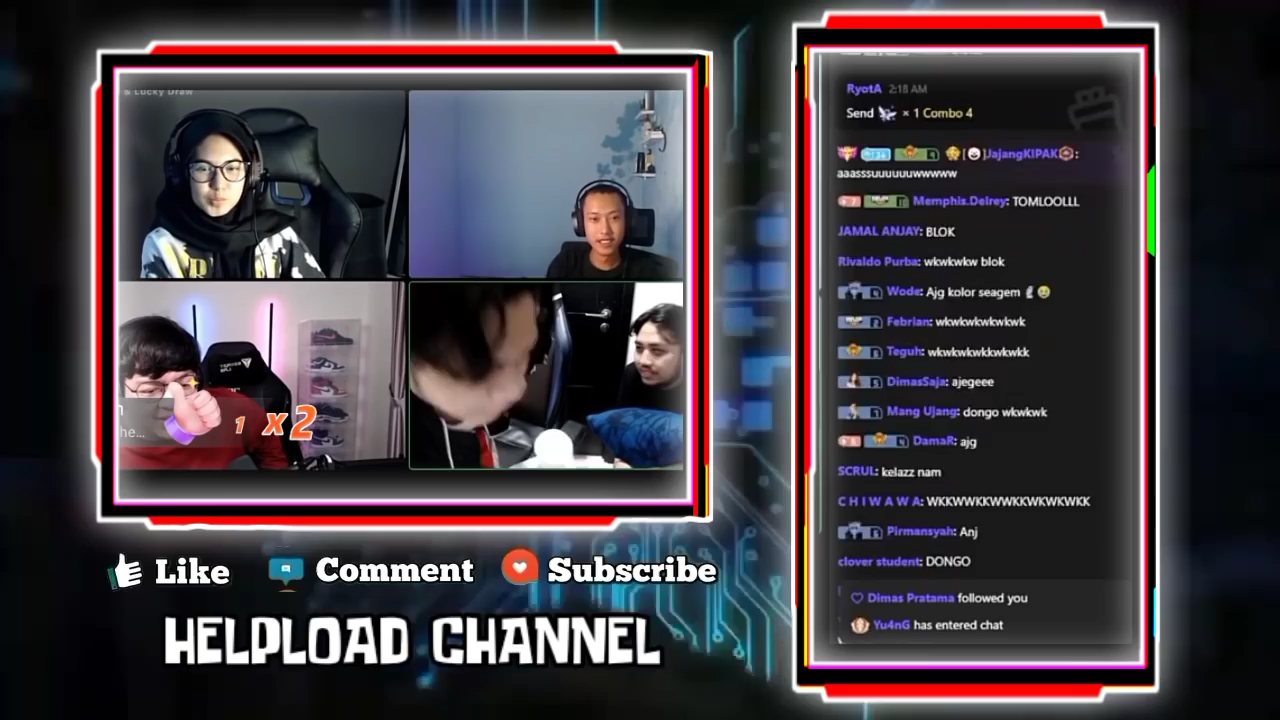 & Lucky Draw
he...
1 x2
Like
Comment
Subscribe
HELPLOAD CHANNEL
RyotA 2:18 AM
Send × 1 Combo 4
JajangKIPAK:
aaasssuuuuuuwwwww
Memphis.Delrey: TOMLOOLLL
JAMAL ANJAY: BLOK
Rivaldo Purba: wkwkwkw blok
Wode: Ajg kolor seagem
Febrian: wkwkwkwkwkwk
Teguh: wkwkwkwkkwkwkk
DimasSaja: ajegeee
Mang Ujang: dongo wkwkwk
DamaR: ajg
SCRUL: kelazz nam
C H I W A W A: WKKWWKKWWKKWKWKWKK
Pirmansyah: Anj
clover student: DONGO
Dimas Pratama followed you
Yu4nG has entered chat